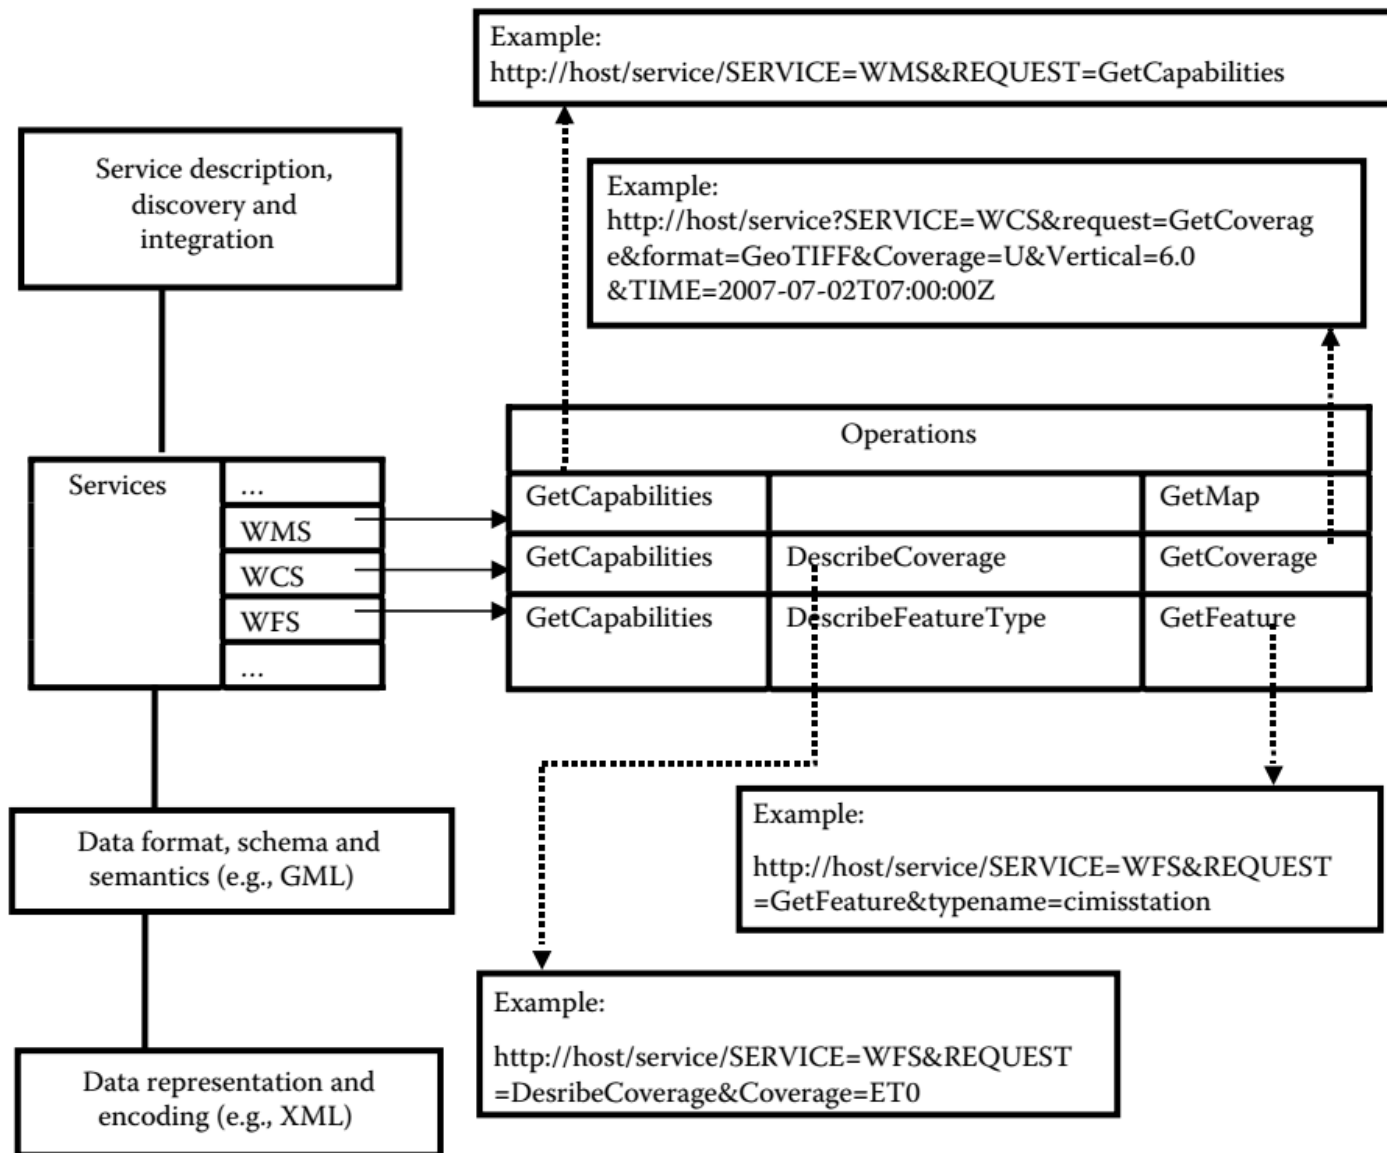 Example:
http://host/service/SERVICE=WMS&REQUEST=GetCapabilities
Service description,
discovery and
integration
Example:
http://host/service?SERVICE=WCS&request=GetCoverag
e&format=GeoTIFF&Coverage=U&Vertical=6.0
&TIME=2007-07-02T07:00:00Z
Operations
Services
...
WMS
WCS
WFS
...
GetCapabilities
GetMap
GetCapabilities
DescribeCoverage
GetCoverage
GetCapabilities
DescribeFeatureType
GetFeature
Data format, schema and
semantics (e.g., GML)
Example:
http://host/service/SERVICE=WFS&REQUEST
=GetFeature&typename=cimisstation
Example:
http://host/service/SERVICE=WFS&REQUEST
=DesribeCoverage&Coverage=ET0
Data representation and
encoding (e.g., XML)